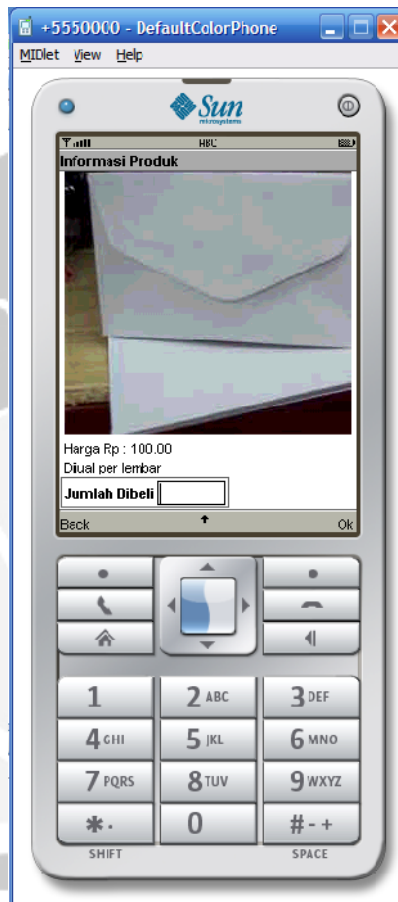 +5550000 - DefaultColorPhone
MIDlet View Help
Sun
microsystems
ABC
Informasi Produk
Harga Rp : 100.00
Dijual per lembar
Jumlah Dibeli
Back Ok
1 2 ABC 3 DEF
4 GHI 5 JKL 6 MNO
7 PQRS 8 TUV 9 WXYZ
* . 0 # - +
SHIFT SPACE